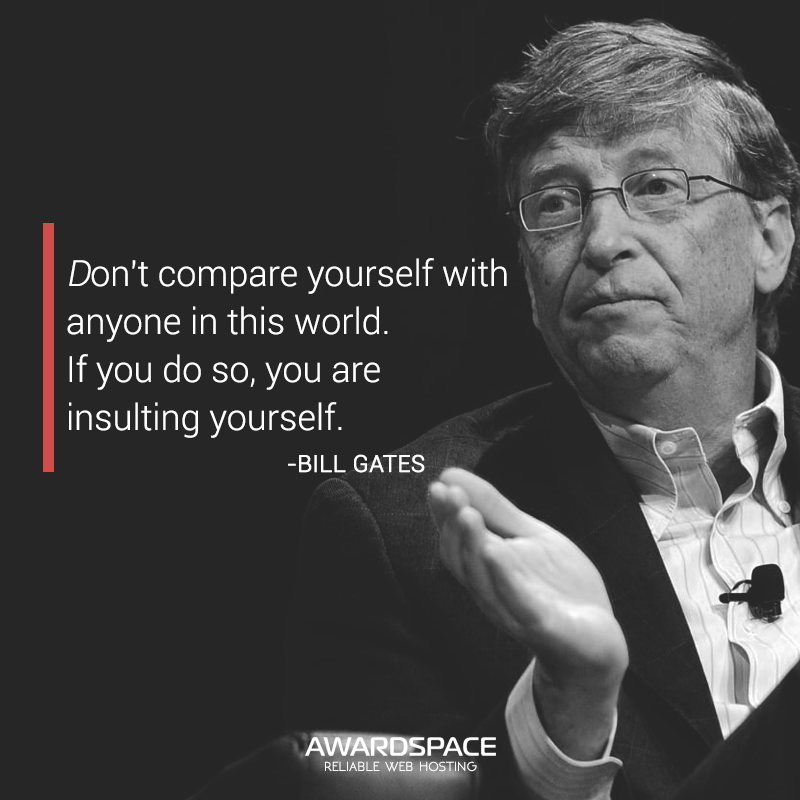 Don't compare yourself with
anyone in this world.
If you do so, you are
insulting yourself.
-BILL GATES
AWARDSPACE
RELIABLE WEB HOSTING